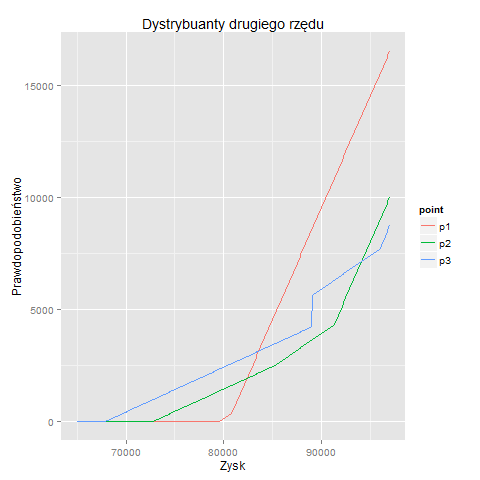 Dystrybuanty drugiego rzędu
Prawdopodobieństwo
15000
10000
5000
0
70000
80000
90000
Zysk
point
p1
p2
p3